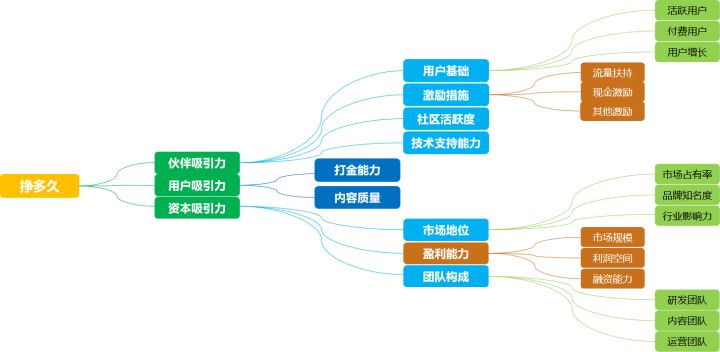 挣多久
伙伴吸引力
用户基础
活跃用户
付费用户
用户增长
激励措施
流量扶持
现金激励
其他激励
社区活跃度
技术支持能力
用户吸引力
打金能力
内容质量
资本吸引力
市场地位
市场占有率
品牌知名度
行业影响力
盈利能力
市场规模
利润空间
融资能力
团队构成
研发团队
内容团队
运营团队